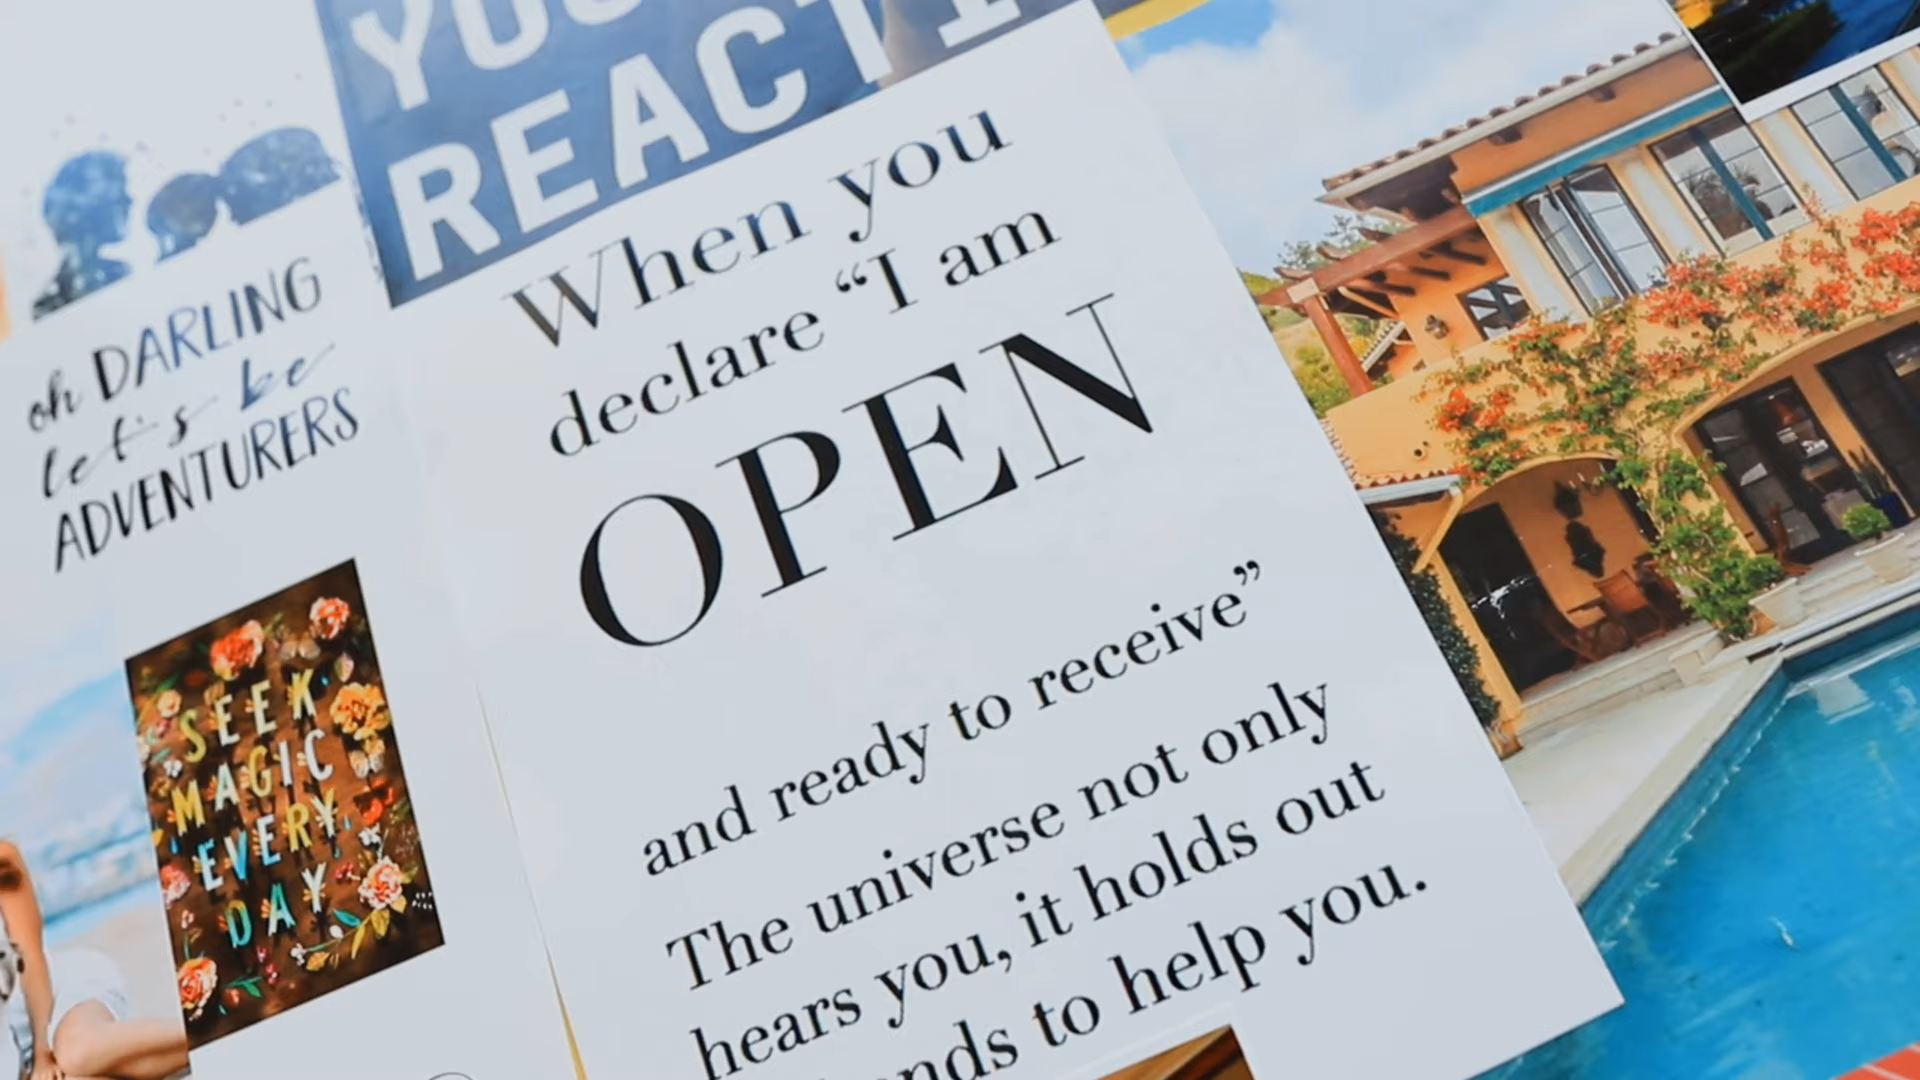 REACT
oh DARLING
let's be
ADVENTURERS
SEEK
MAGIC
EVERY
DAY
When you
declare “I am
OPEN
and ready to receive”
The universe not only
hears you, it holds out
to help you.